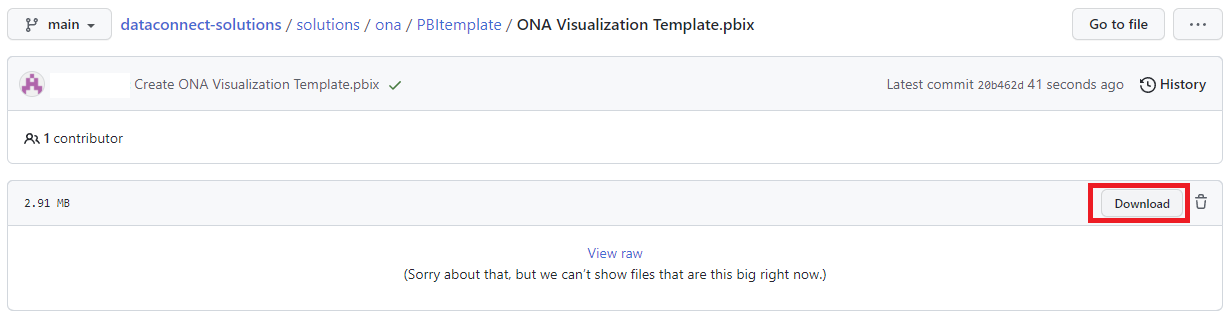 main dataconnect-solutions / solutions / ona / PBItemplate / ONA Visualization Template.pbix Go to file ...
Create ONA Visualization Template.pbix Latest commit 20b462d 41 seconds ago History
1 contributor
2.91 MB Download
View raw
(Sorry about that, but we can’t show files that are this big right now.)